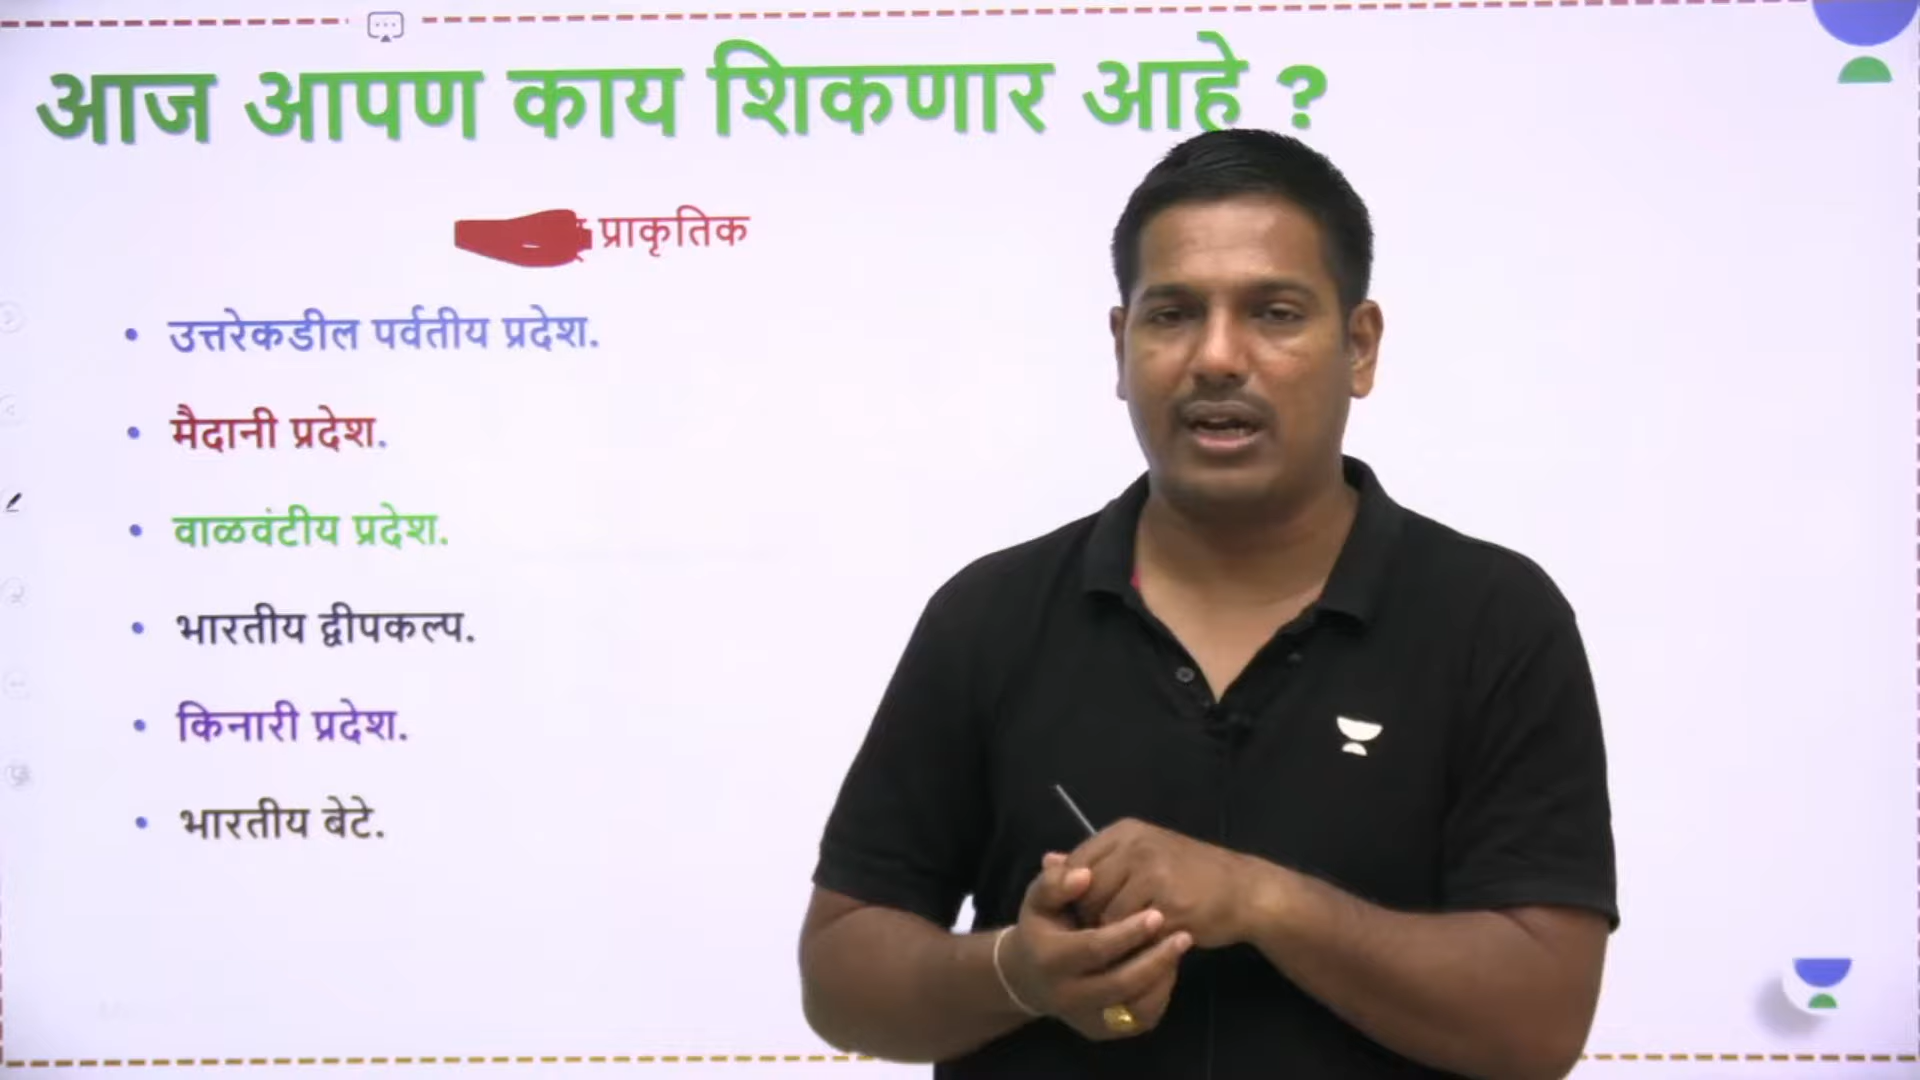 आज आपण काय शिकणार आहे ?
प्राकृतिक
• उत्तरेकडील पर्वतीय प्रदेश.
• मैदानी प्रदेश.
• वाळवंटीय प्रदेश.
• भारतीय द्वीपकल्प.
• किनारी प्रदेश.
• भारतीय बेटे.